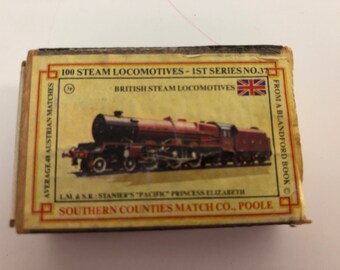 100 STEAM LOCOMOTIVES - 1ST SERIES NO.37
BRITISH STEAM LOCOMOTIVES
AVERAGE 48 AUSTRIAN MATCHES
FROM A BLANDFORD BOOK ©
L.M. & S.R. STANIER'S "PACIFIC" PRINCESS ELIZABETH
SOUTHERN COUNTIES MATCH CO., POOLE